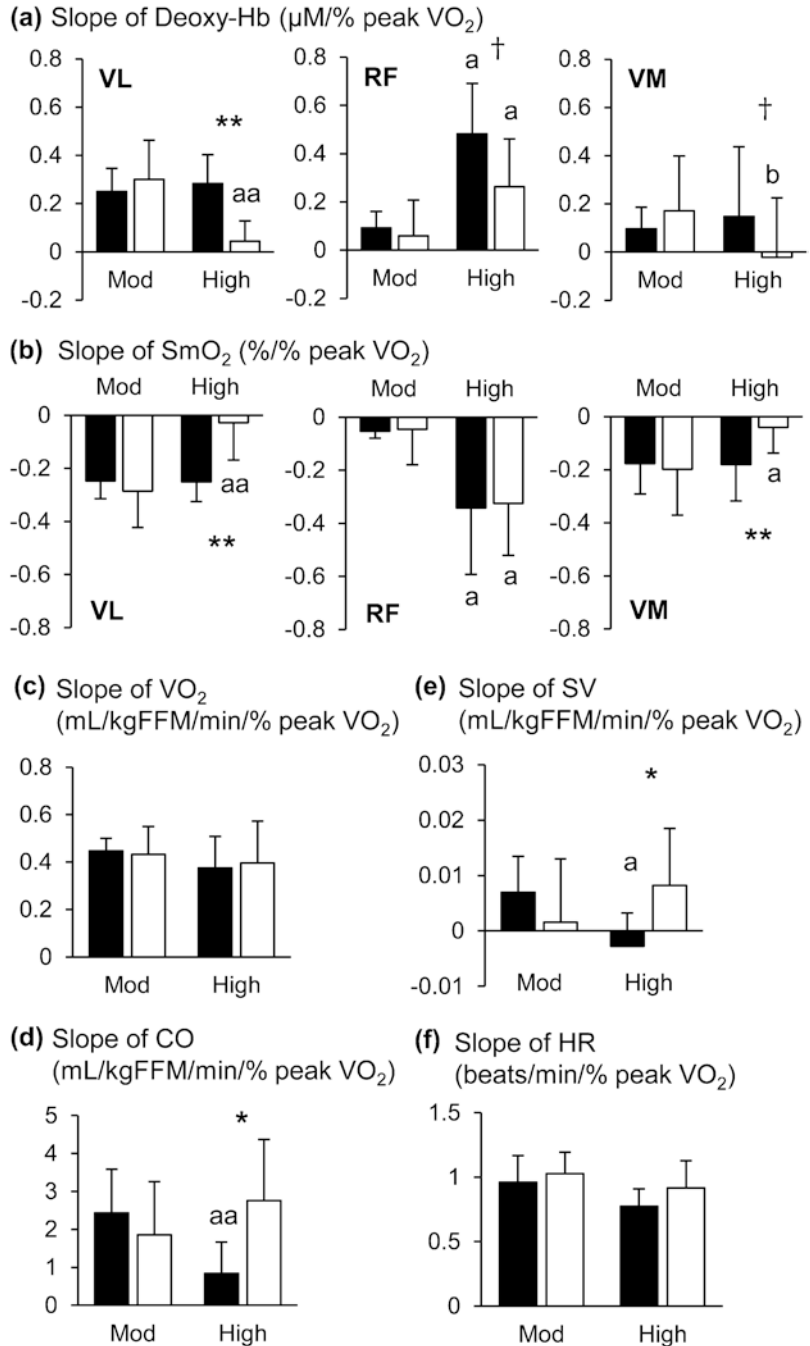 (a) Slope of Deoxy-Hb (µM/% peak VO₂)
0.8 VL 0.8 RF a † 0.8 VM
0.6 0.6 a 0.6 †
0.4 ** 0.4 0.4 b
0.2 aa 0.2 0.2
0 0 0
-0.2 Mod High -0.2 Mod High -0.2 Mod High
(b) Slope of SmO₂ (%/% peak VO₂)
Mod High Mod High Mod High
0 0 0
-0.2 aa -0.2 -0.2 a
-0.4 ** -0.4 -0.4 **
-0.6 -0.6 a a -0.6
-0.8 VL -0.8 RF -0.8 VM
(c) Slope of VO₂
(mL/kgFFM/min/% peak VO₂)
0.8
0.6
0.4
0.2
0
Mod High
(e) Slope of SV
(mL/kgFFM/min/% peak VO₂)
0.03
*
0.02
a
0.01
0
-0.01
Mod High
(d) Slope of CO
(mL/kgFFM/min/% peak VO₂)
5
4 *
3
2 aa
1
0
Mod High
(f) Slope of HR
(beats/min/% peak VO₂)
1.5
1
0.5
0
Mod High